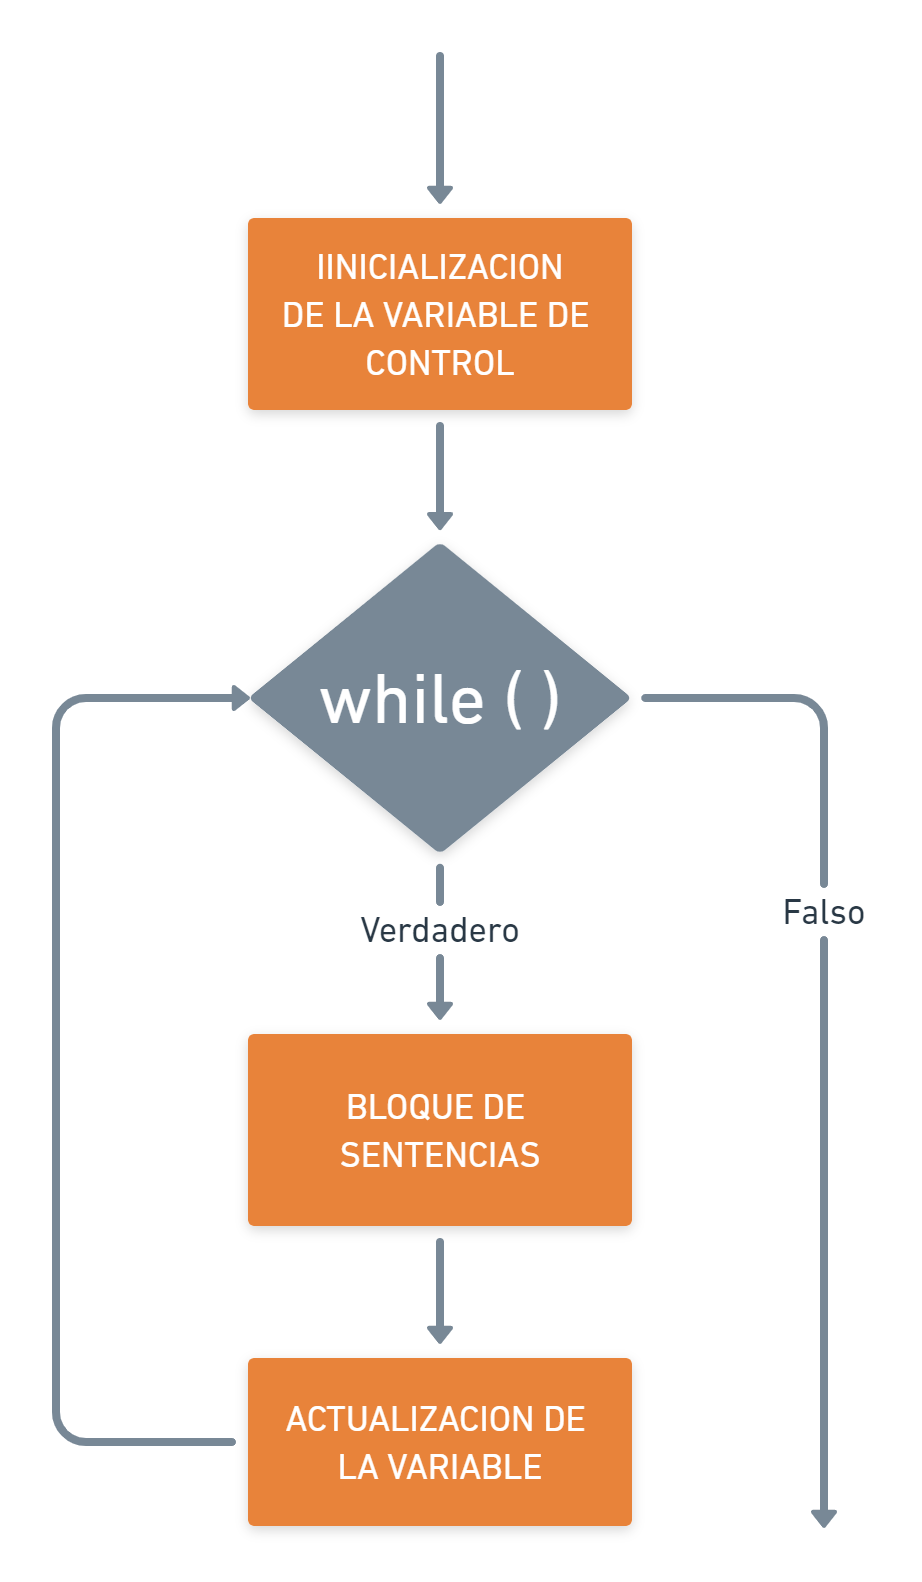 IINICIALIZACION
DE LA VARIABLE DE
CONTROL
while ( )
Verdadero
Falso
BLOQUE DE
SENTENCIAS
ACTUALIZACION DE
LA VARIABLE